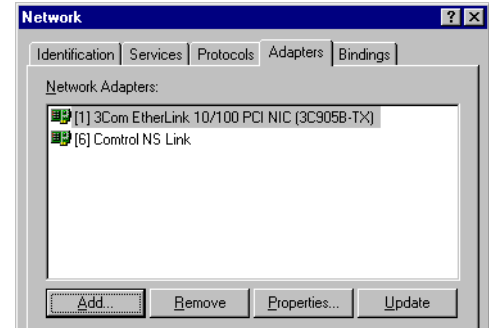 Network
Identification Services Protocols Adapters Bindings
Network Adapters:
[1] 3Com EtherLink 10/100 PCI NIC (3C905B-TX)
[6] Comtrol NS Link
Add... Remove Properties... Update